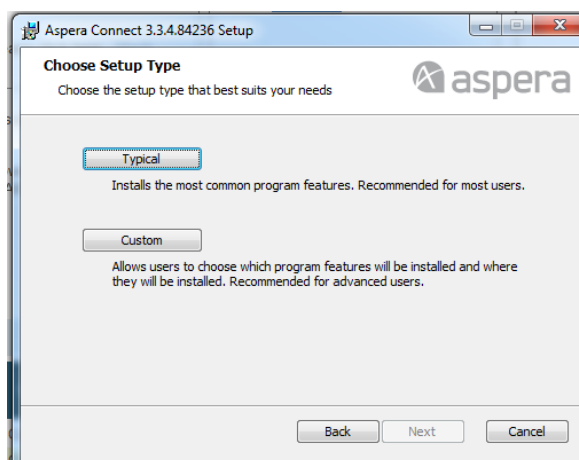 Aspera Connect 3.3.4.84236 Setup
Choose Setup Type
Choose the setup type that best suits your needs
aspera
Typical
Installs the most common program features. Recommended for most users.
Custom
Allows users to choose which program features will be installed and where
they will be installed. Recommended for advanced users.
Back
Next
Cancel